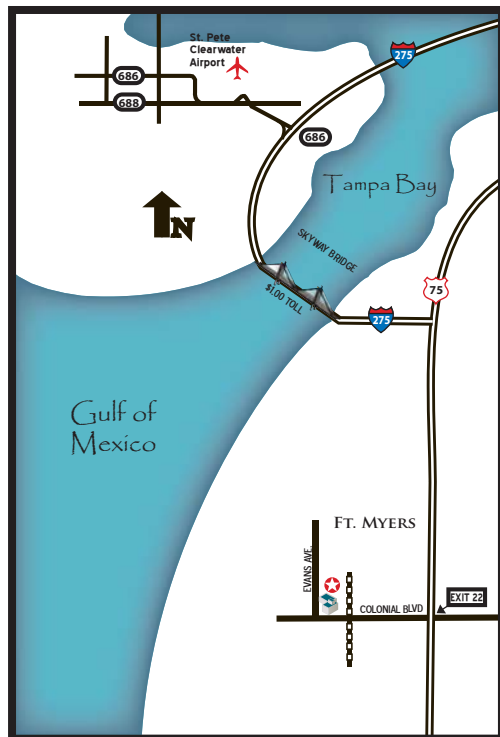 St. Pete
Clearwater
Airport
275
686
688
686
Tampa Bay
N
SKYWAY BRIDGE
$1.00 TOLL
75
275
Gulf of
Mexico
Ft. Myers
EVANS AVE.
EXIT 22
COLONIAL BLVD